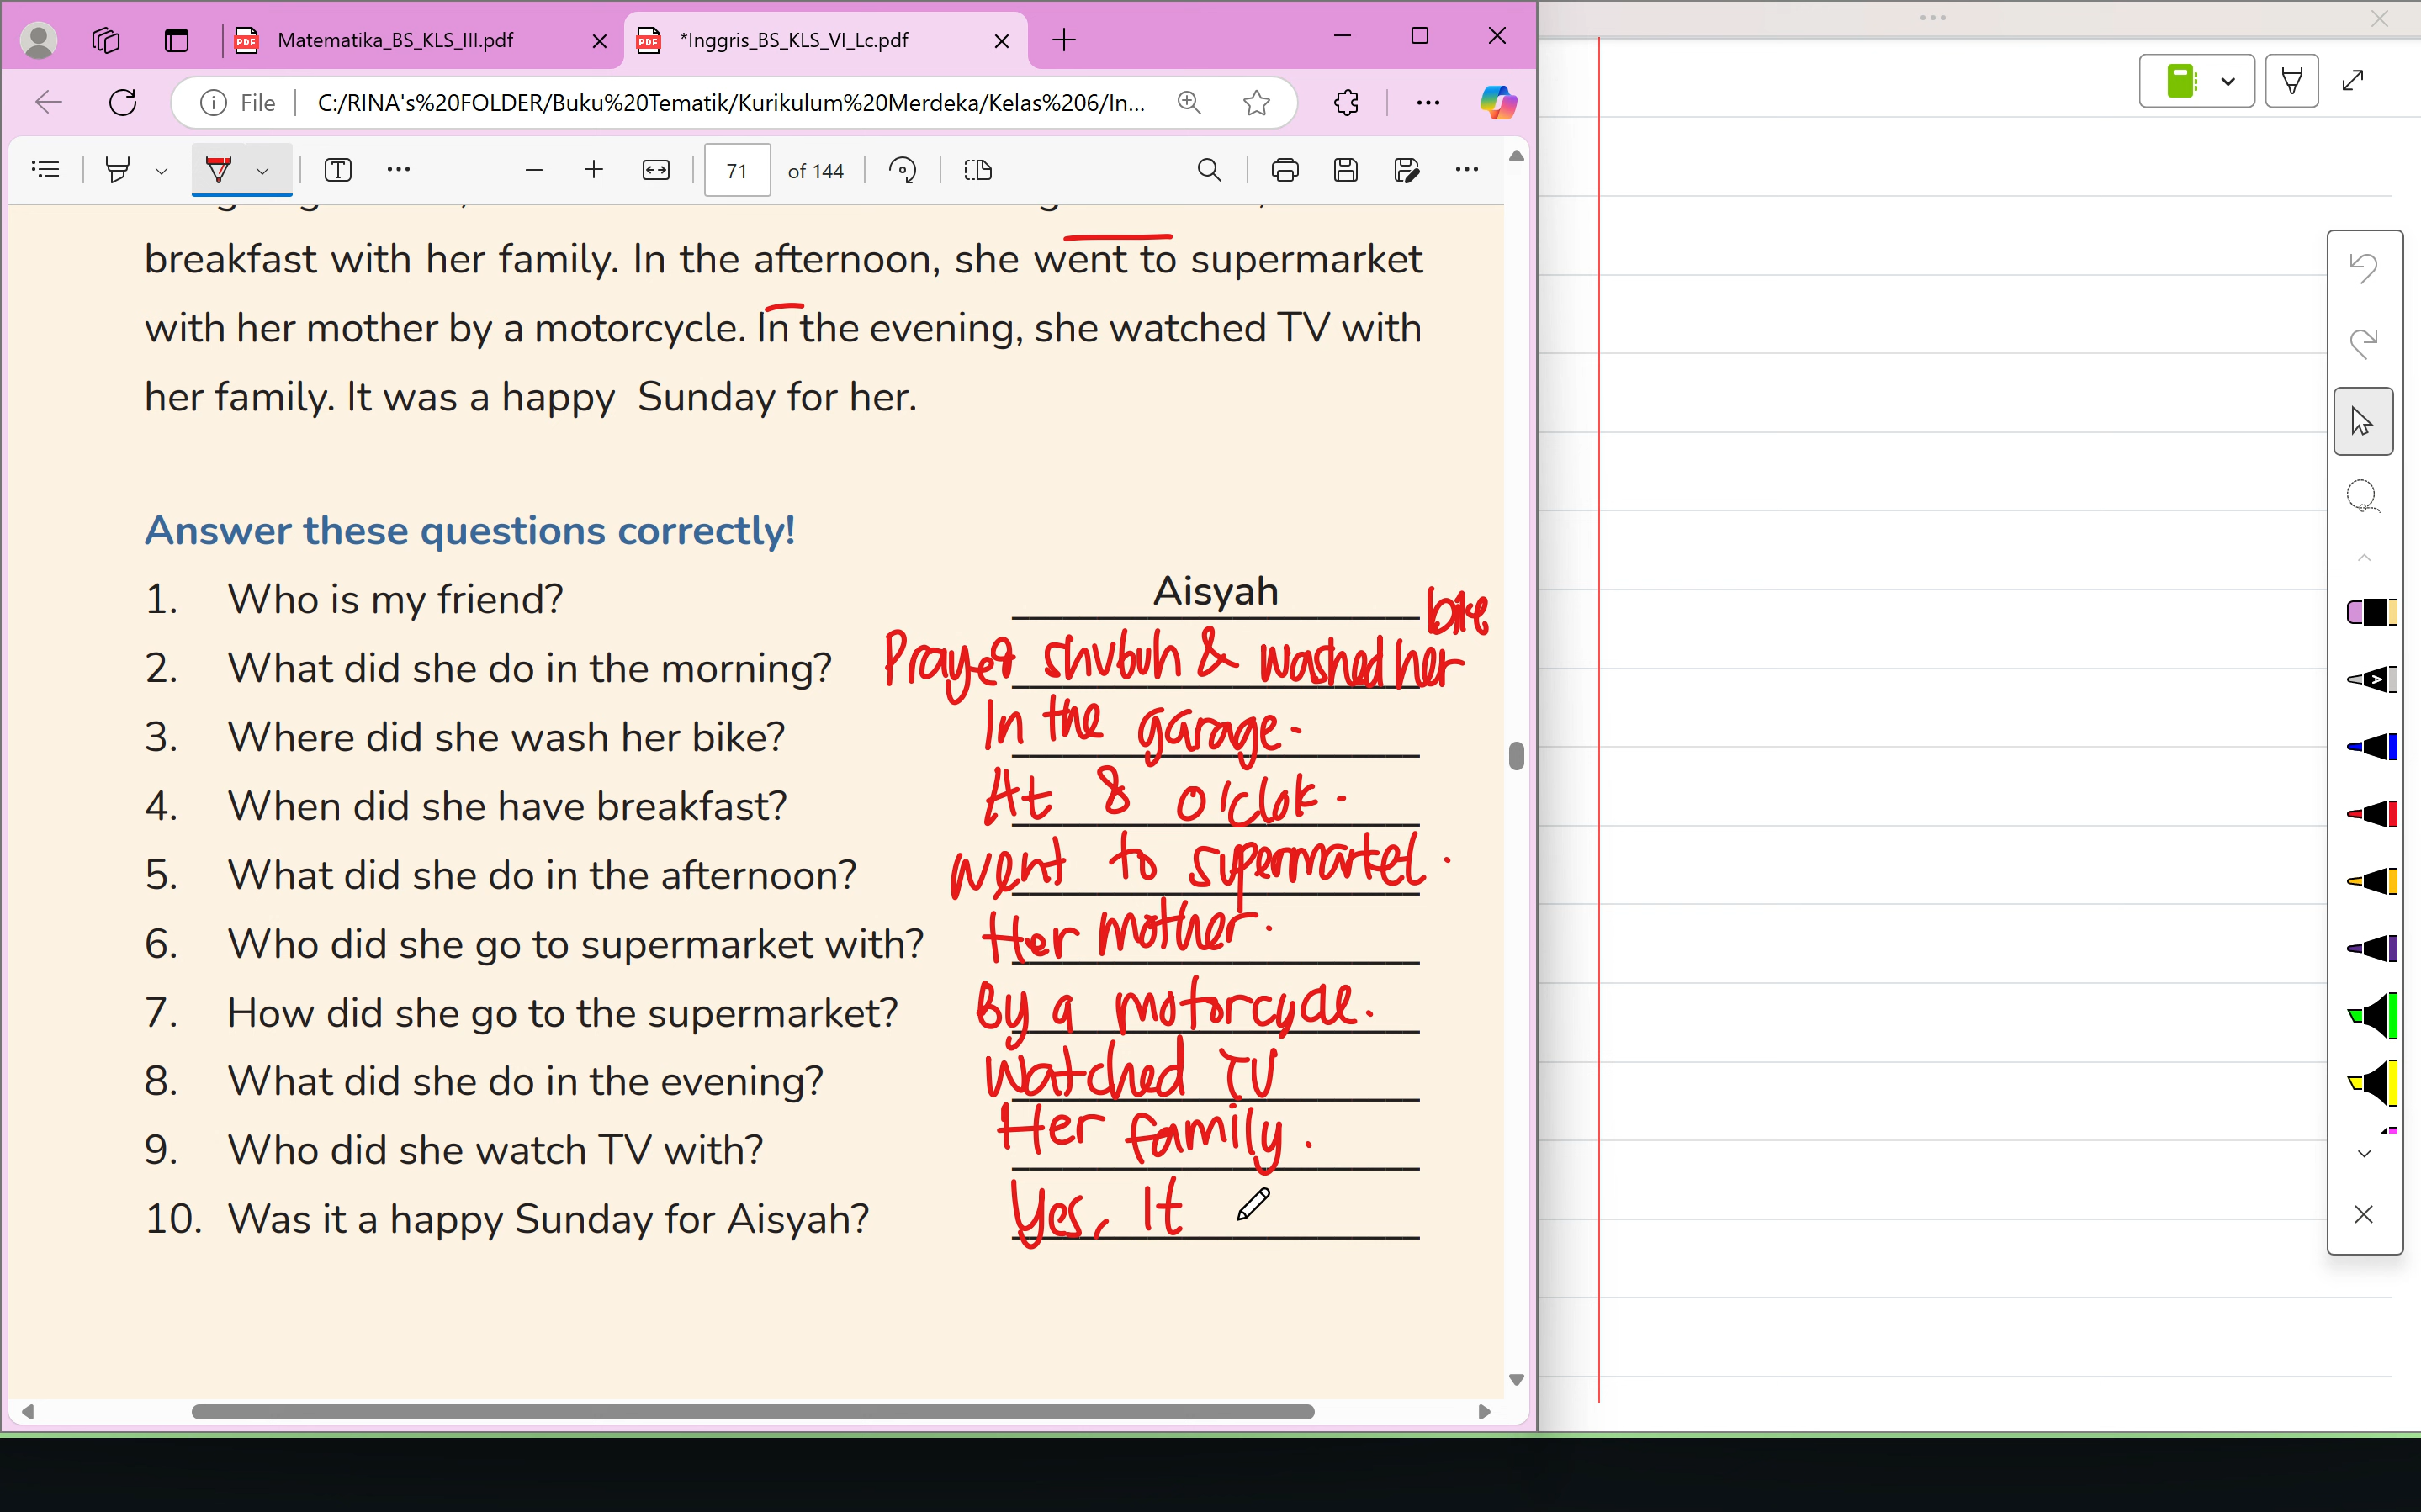 Matematika_BS_KLS_III.pdf
*Inggris_BS_KLS_VI_Lc.pdf
File C:/RINA's%20FOLDER/Buku%20Tematik/Kurikulum%20Merdeka/Kelas%206/In...
71 of 144
breakfast with her family. In the afternoon, she went to supermarket
with her mother by a motorcycle. In the evening, she watched TV with
her family. It was a happy Sunday for her.
Answer these questions correctly!
1. Who is my friend? Aisyah
bike
2. What did she do in the morning? Prayed shubuh & washed her
3. Where did she wash her bike? In the garage.
4. When did she have breakfast? At 8 o'clok.
5. What did she do in the afternoon? went to supermarket.
6. Who did she go to supermarket with? Her mother.
7. How did she go to the supermarket? By a motorcycle.
8. What did she do in the evening? Watched TV
9. Who did she watch TV with? Her family.
10. Was it a happy Sunday for Aisyah? Yes, It